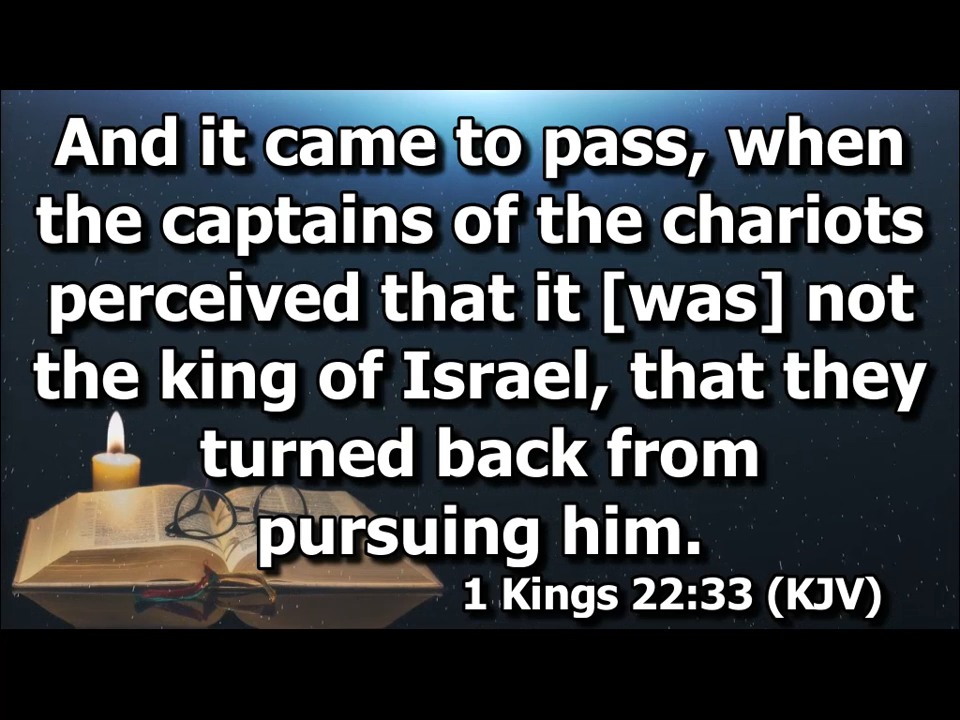 And it came to pass, when
the captains of the chariots
perceived that it [was] not
the king of Israel, that they
turned back from
pursuing him.
1 Kings 22:33 (KJV)